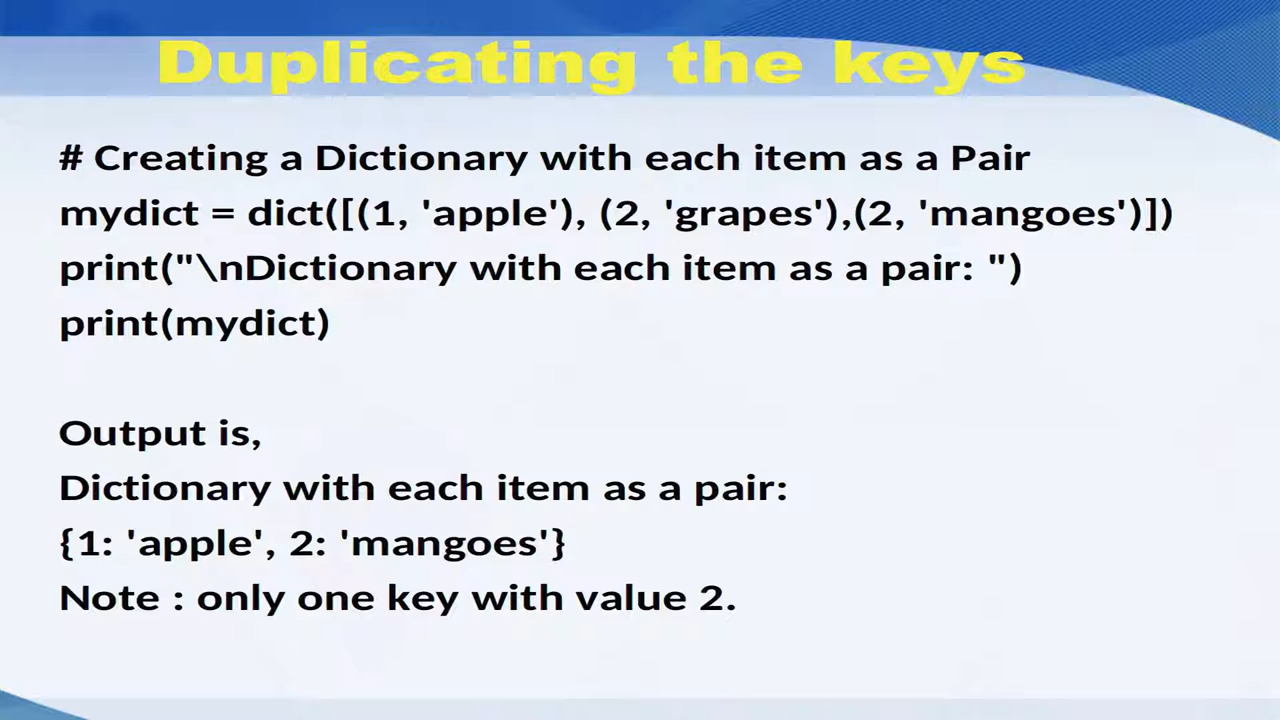 Duplicating the keys
# Creating a Dictionary with each item as a Pair
mydict = dict([(1, 'apple'), (2, 'grapes'),(2, 'mangoes')])
print("\nDictionary with each item as a pair: ")
print(mydict)
Output is,
Dictionary with each item as a pair:
{1: 'apple', 2: 'mangoes'}
Note : only one key with value 2.